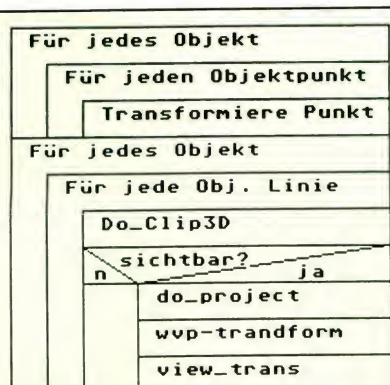 Für jedes Objekt
Für jeden Objektpunkt
Transformiere Punkt
Für jedes Objekt
Für jede Obj. Linie
Do_Clip3D
sichtbar?
n ja
do_project
wvp-trandform
view_trans